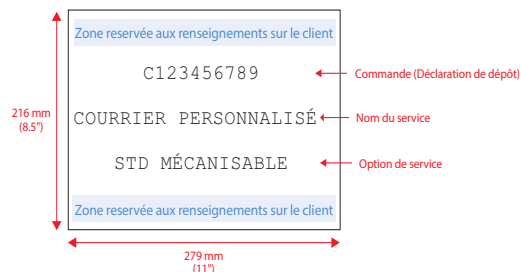 Zone reservée aux renseignements sur le client
C123456789
Commande (Déclaration de dépôt)
216 mm
(8.5")
COURRIER PERSONNALISÉ
Nom du service
STD MÉCANISABLE
Option de service
Zone reservée aux renseignements sur le client
279 mm
(11")